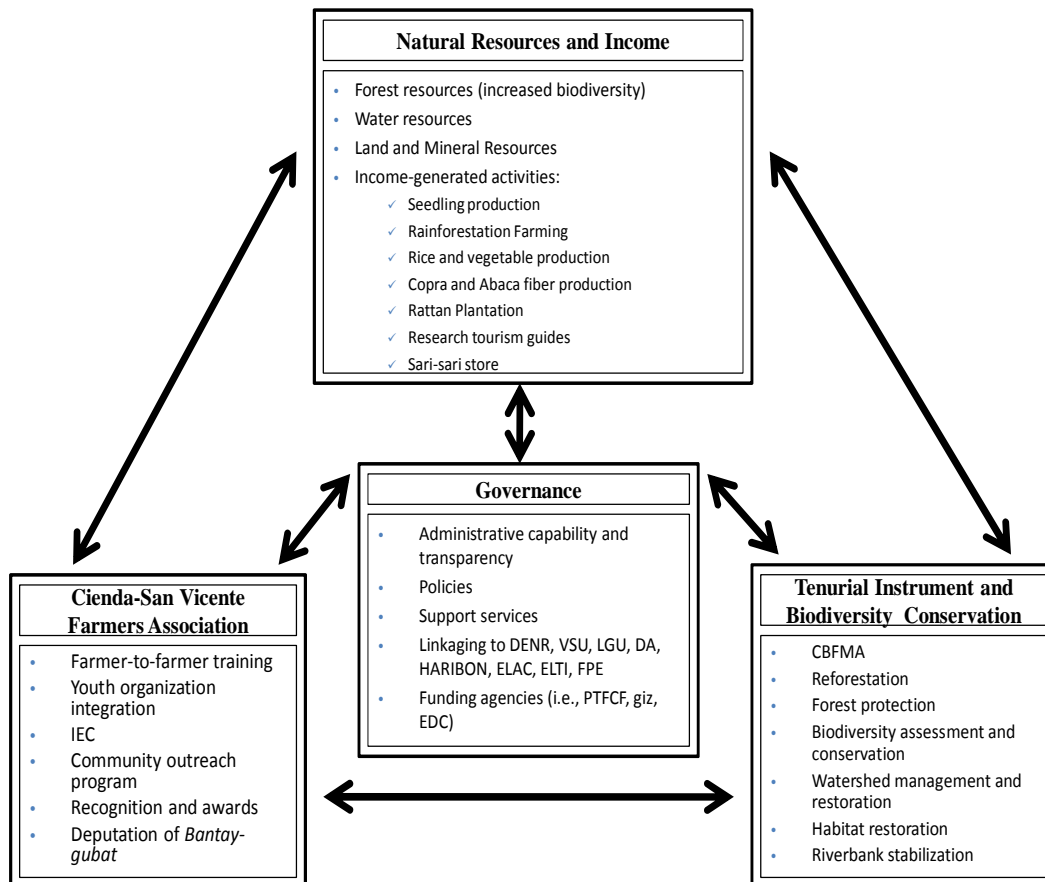 Natural Resources and Income
• Forest resources (increased biodiversity)
• Water resources
• Land and Mineral Resources
• Income-generated activities:
✓ Seedling production
✓ Rainforestation Farming
✓ Rice and vegetable production
✓ Copra and Abaca fiber production
✓ Rattan Plantation
✓ Research tourism guides
✓ Sari-sari store
Governance
• Administrative capability and
transparency
• Policies
• Support services
• Linkaging to DENR, VSU, LGU, DA,
HARIBON, ELAC, ELTI, FPE
• Funding agencies (i.e., PTFCF, giz,
EDC)
Cienda-San Vicente
Farmers Association
• Farmer-to-farmer training
• Youth organization
integration
• IEC
• Community outreach
program
• Recognition and awards
• Deputation of Bantay-
gubat
Tenurial Instrument and
Biodiversity Conservation
• CBFMA
• Reforestation
• Forest protection
• Biodiversity assessment and
conservation
• Watershed management and
restoration
• Habitat restoration
• Riverbank stabilization